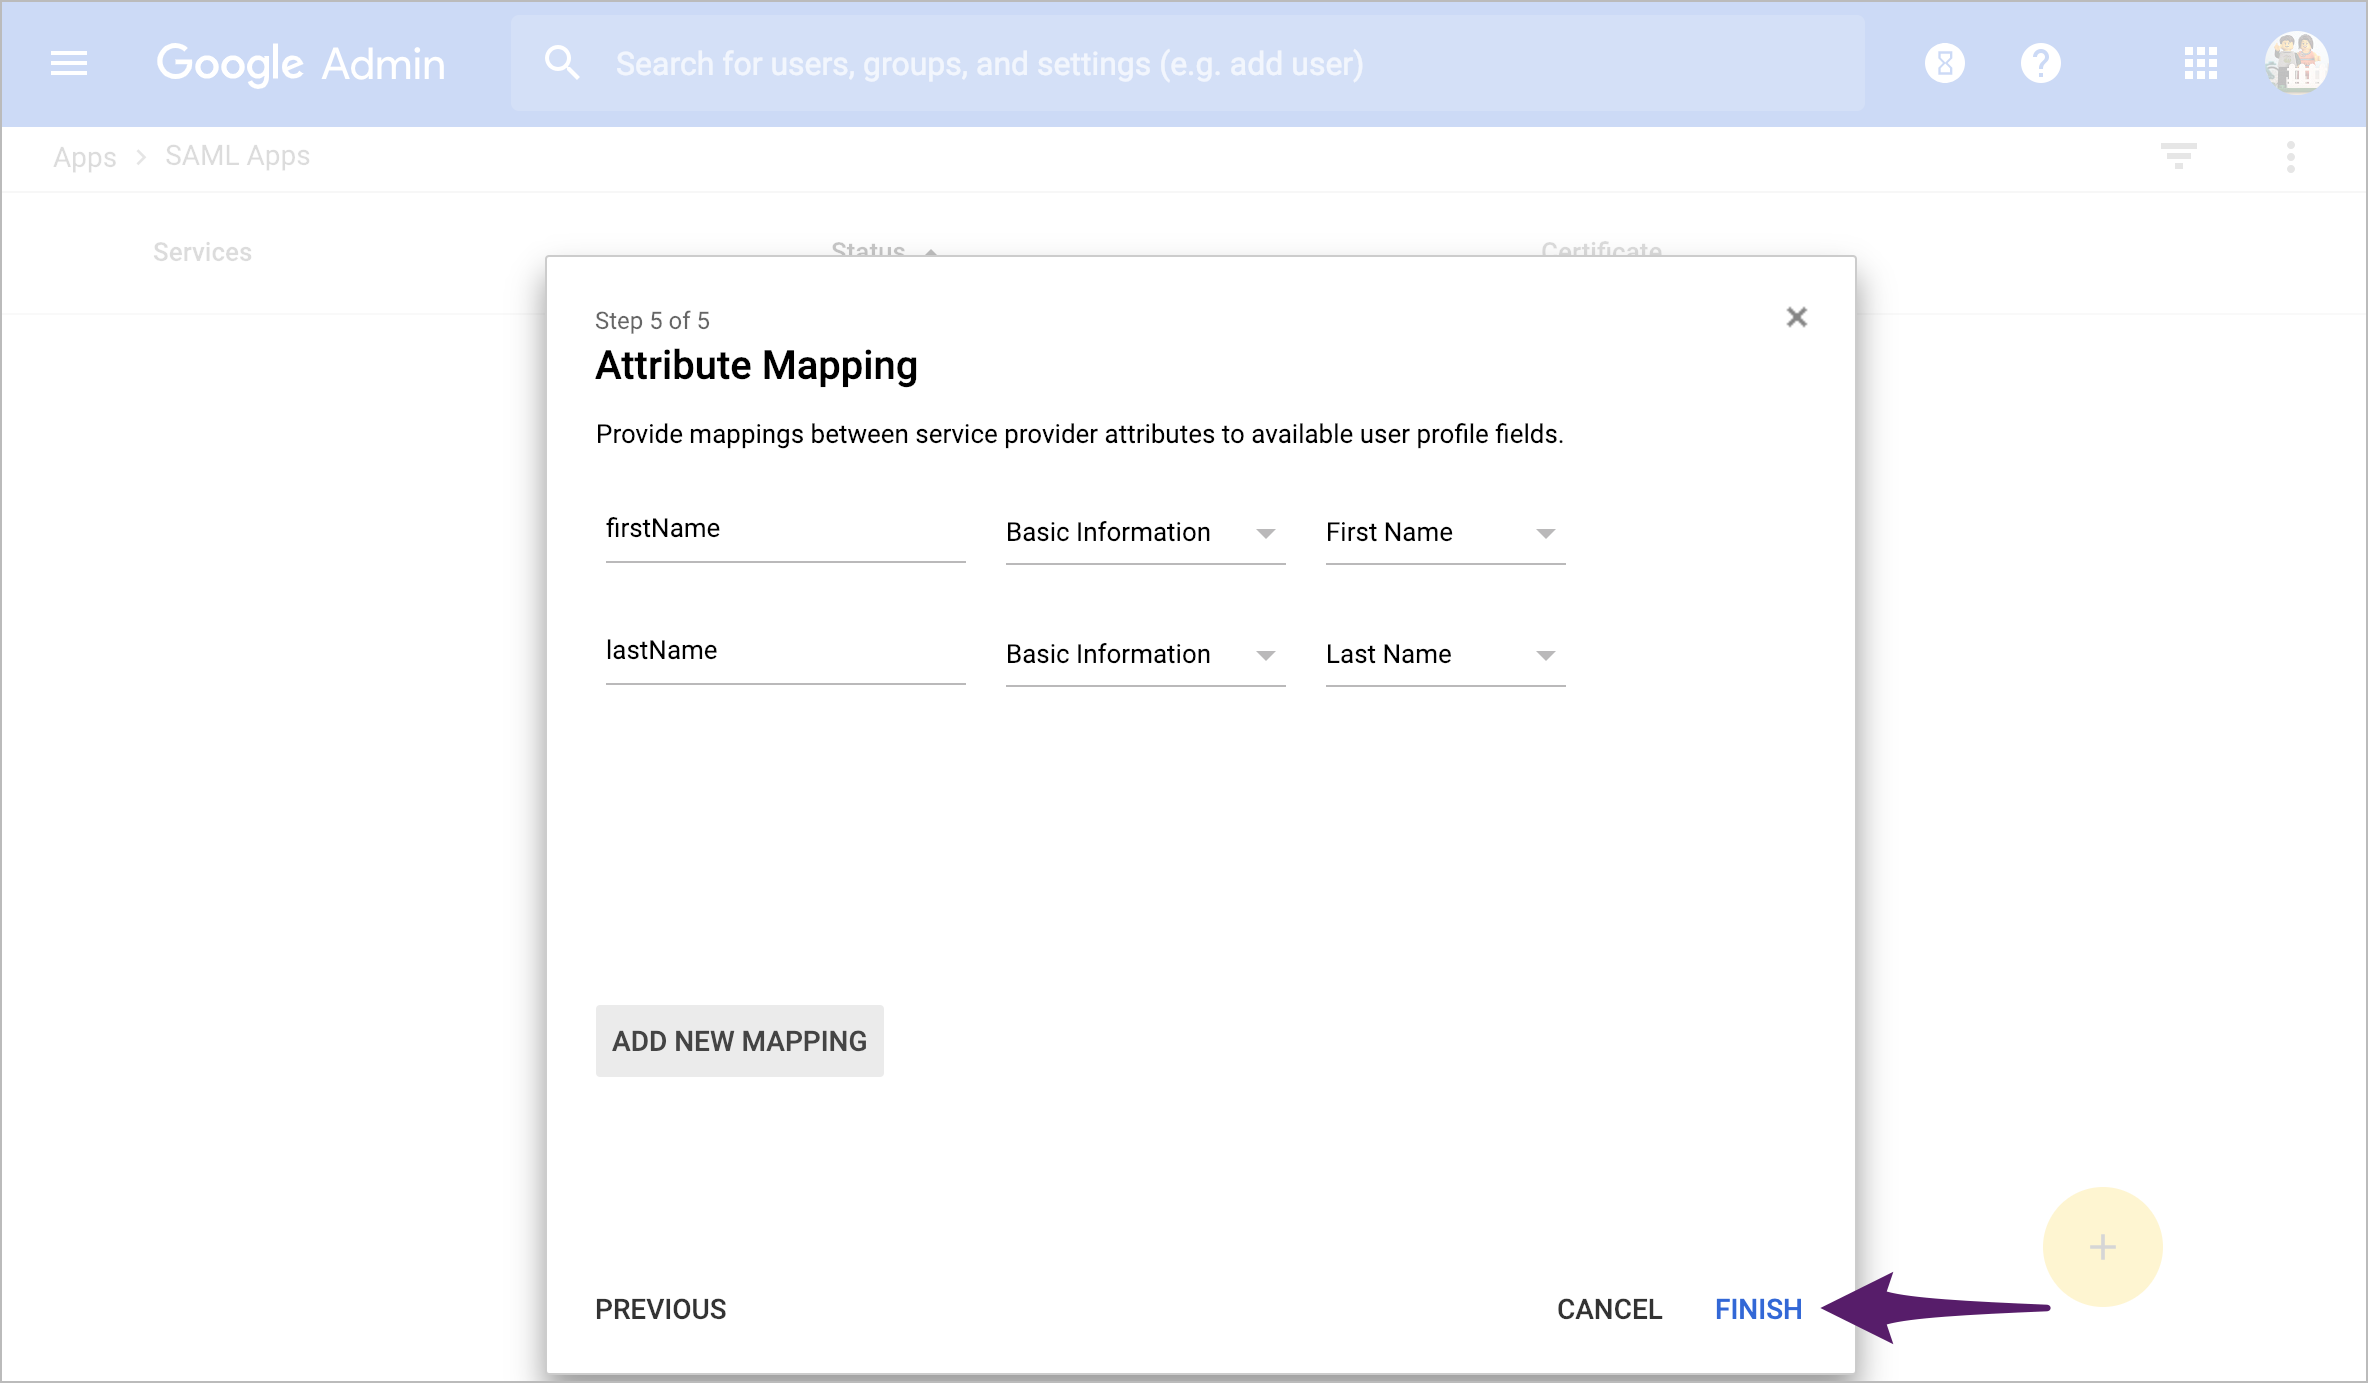 Google Admin
Search for users, groups, and settings (e.g. add user)
Apps > SAML Apps
Services
Status
Certificate
Step 5 of 5
Attribute Mapping
Provide mappings between service provider attributes to available user profile fields.
firstName Basic Information First Name
lastName Basic Information Last Name
ADD NEW MAPPING
PREVIOUS
CANCEL
FINISH